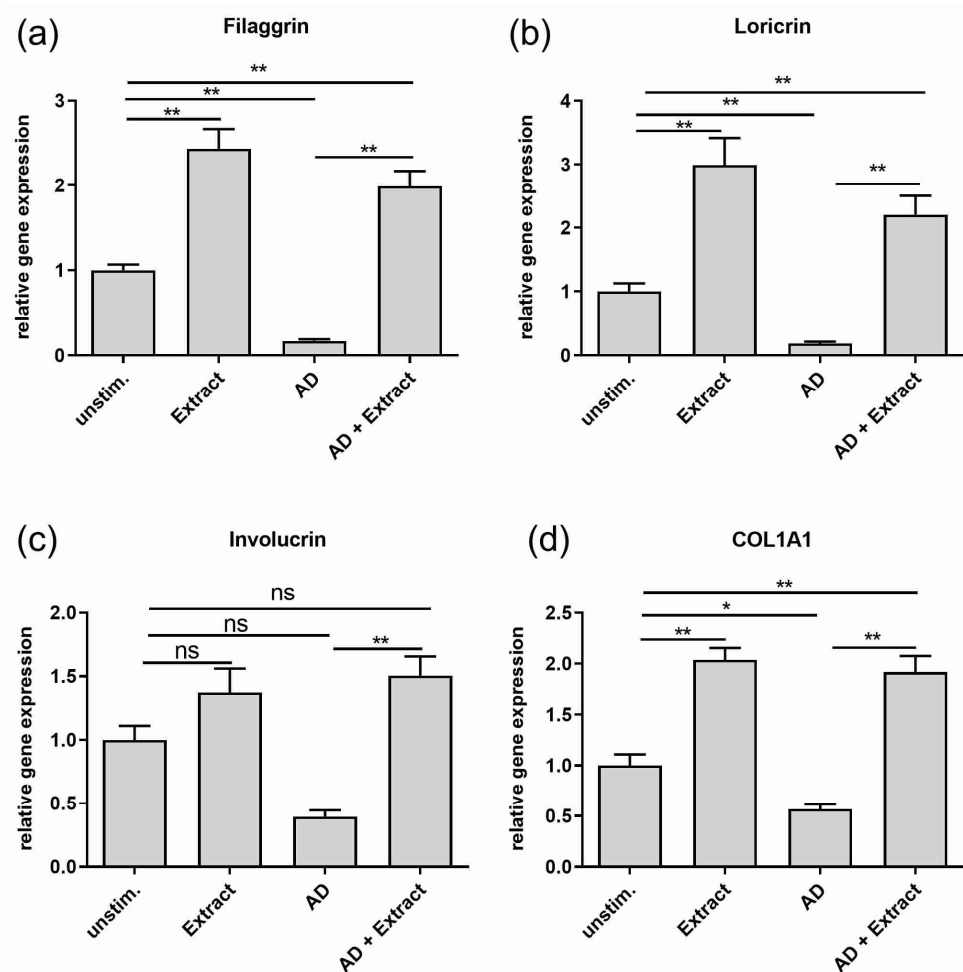 (a)
Filaggrin
relative gene expression
3
2
1
0
**
**
**
**
unstim.
Extract
AD
AD + Extract
(b)
Loricrin
relative gene expression
4
3
2
1
0
**
**
**
**
unstim.
Extract
AD
AD + Extract
(c)
Involucrin
relative gene expression
2.0
1.5
1.0
0.5
0.0
ns
ns
ns
**
unstim.
Extract
AD
AD + Extract
(d)
COL1A1
relative gene expression
2.5
2.0
1.5
1.0
0.5
0.0
**
*
**
**
unstim.
Extract
AD
AD + Extract